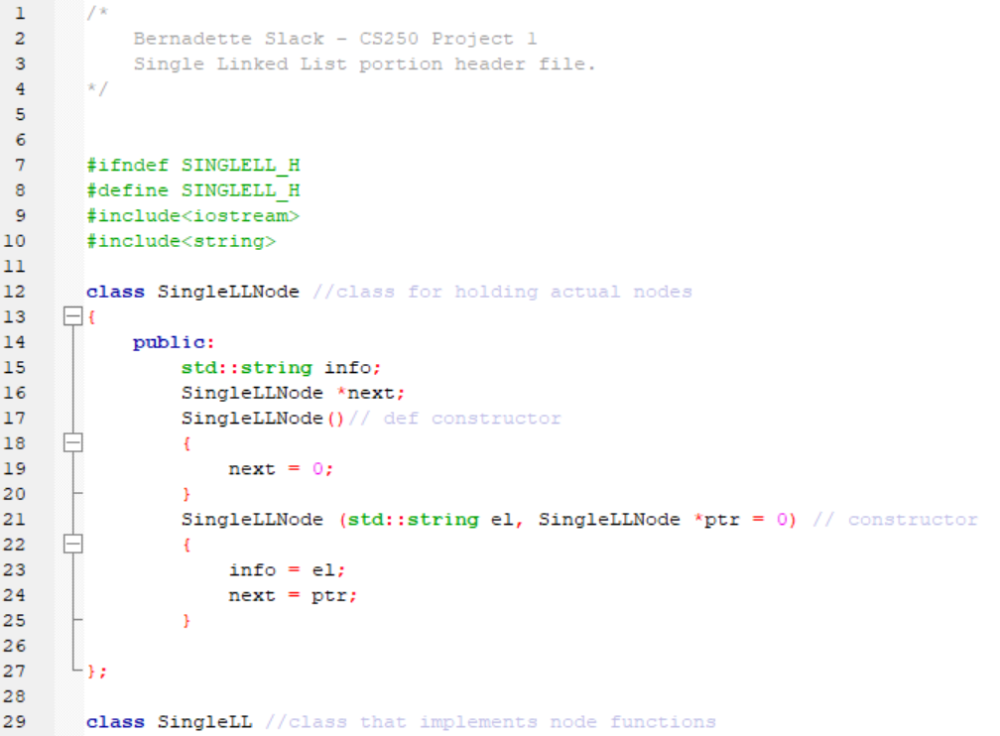 1 /*
2 Bernadette Slack - CS250 Project 1
3 Single Linked List portion header file.
4 */
5
6
7 #ifndef SINGLELL_H
8 #define SINGLELL_H
9 #include<iostream>
10 #include<string>
11
12 class SingleLLNode //class for holding actual nodes
13 {
14 public:
15 std::string info;
16 SingleLLNode *next;
17 SingleLLNode()// def constructor
18 {
19 next = 0;
20 }
21 SingleLLNode (std::string el, SingleLLNode *ptr = 0) // constructor
22 {
23 info = el;
24 next = ptr;
25 }
26
27 };
28
29 class SingleLL //class that implements node functions